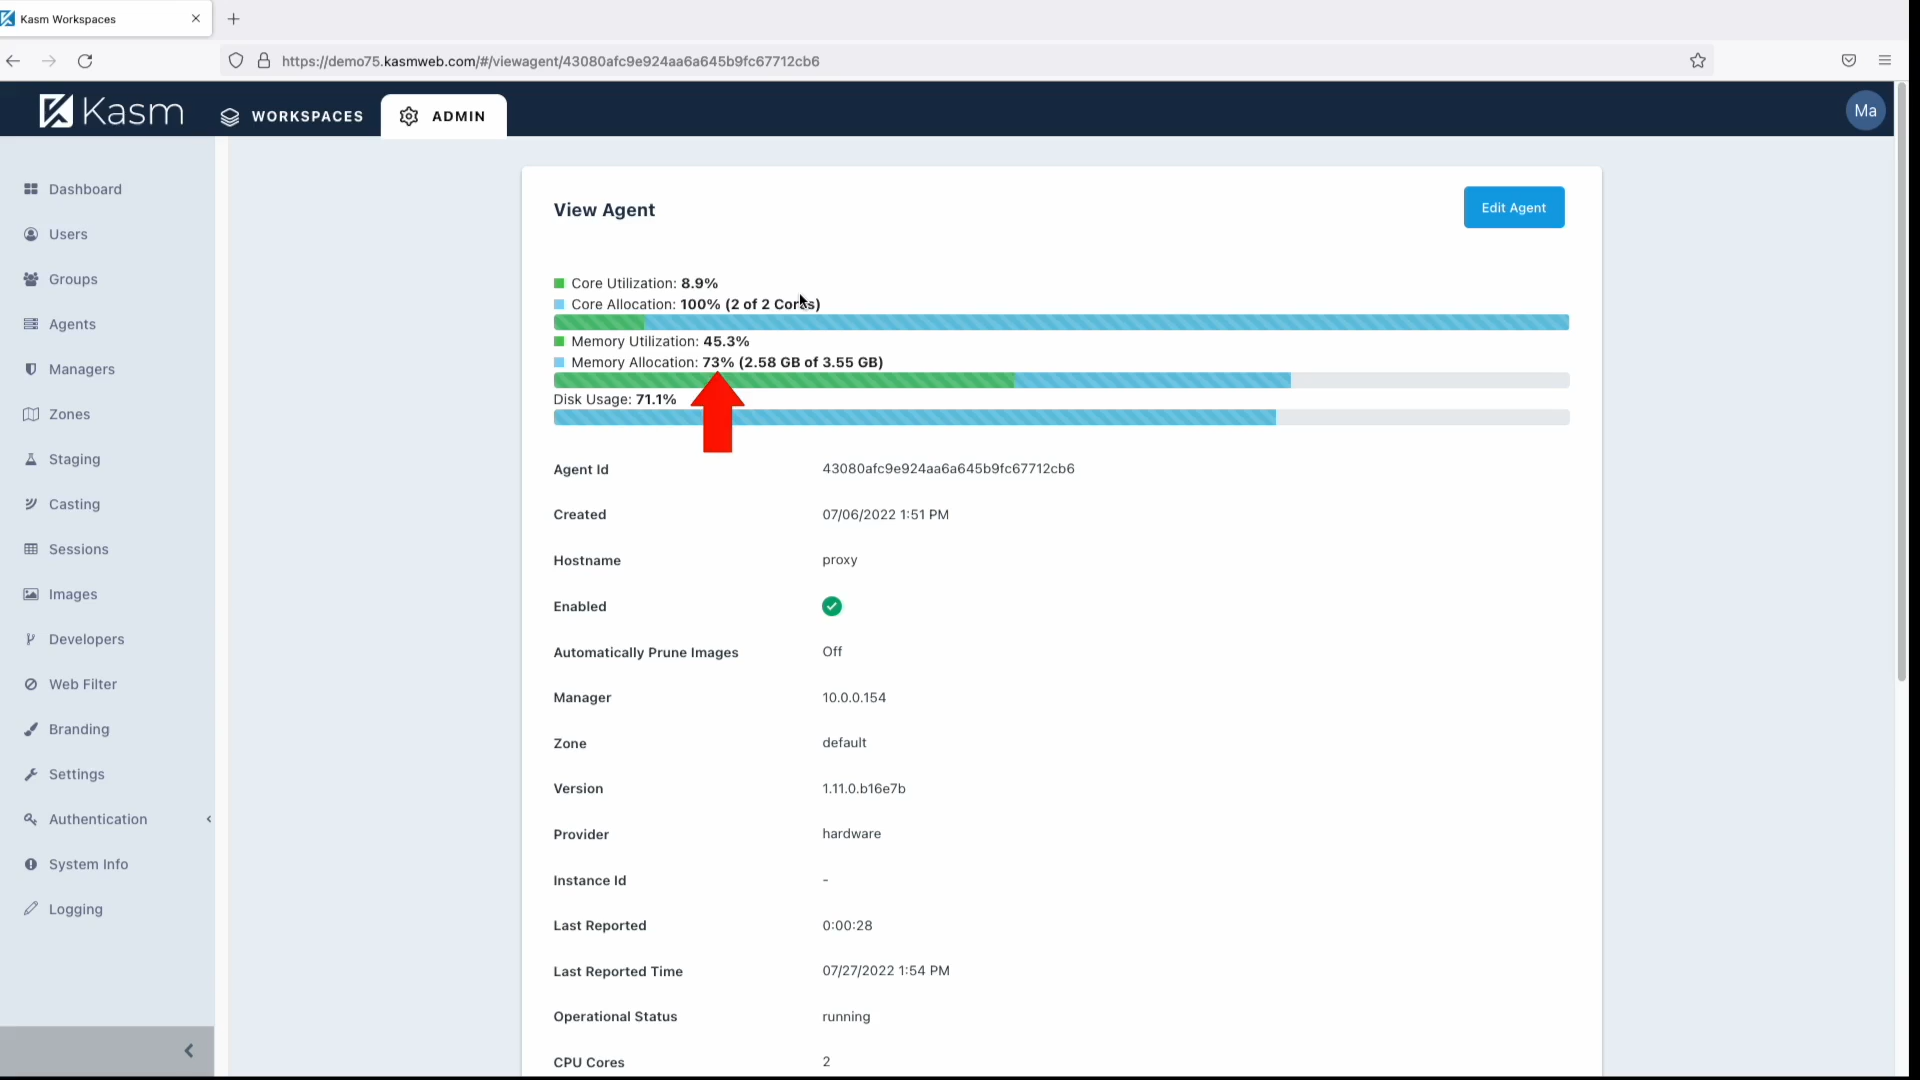 Kasm Workspaces
https://demo75.kasmweb.com/#/viewagent/43080afc9e924aa6a645b9fc67712cb6
Kasm WORKSPACES ADMIN Ma
Dashboard
Users
Groups
Agents
Managers
Zones
Staging
Casting
Sessions
Images
Developers
Web Filter
Branding
Settings
Authentication
System Info
Logging
View Agent
Edit Agent
Core Utilization: 8.9%
Core Allocation: 100% (2 of 2 Cores)
Memory Utilization: 45.3%
Memory Allocation: 73% (2.58 GB of 3.55 GB)
Disk Usage: 71.1%
Agent Id 43080afc9e924aa6a645b9fc67712cb6
Created 07/06/2022 1:51 PM
Hostname proxy
Enabled
Automatically Prune Images Off
Manager 10.0.0.154
Zone default
Version 1.11.0.b16e7b
Provider hardware
Instance Id -
Last Reported 0:00:28
Last Reported Time 07/27/2022 1:54 PM
Operational Status running
CPU Cores 2